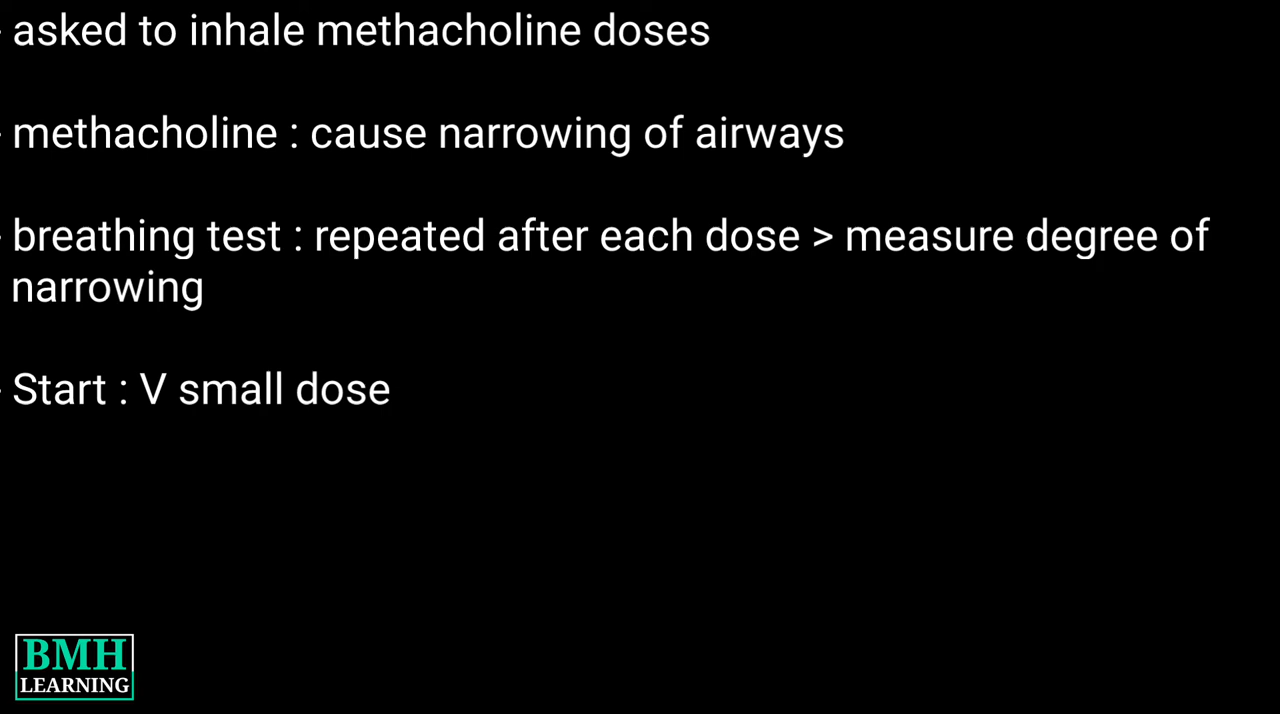 - asked to inhale methacholine doses
- methacholine : cause narrowing of airways
- breathing test : repeated after each dose > measure degree of
narrowing
- Start : V small dose
BMH
LEARNING